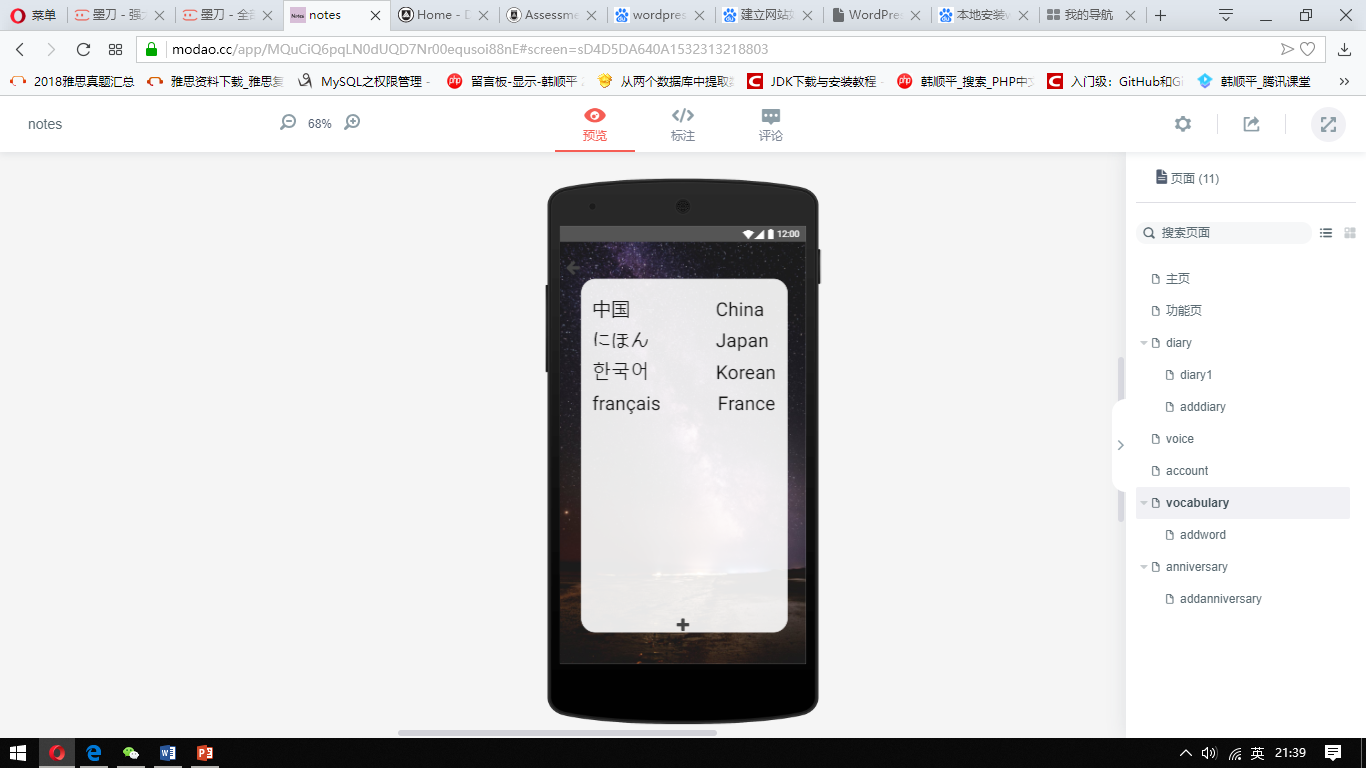 菜单 墨刀 - 强 墨刀 - 全 notes Home - D Assessme wordpres 建立网站 WordPre 本地安装 我的导航
modao.cc/app/MQuCiQ6pqLN0dUQD7Nr00equsoi88nE#screen=sD4D5DA640A1532313218803
2018雅思真题汇总 雅思资料下载_雅思复 MySQL之权限管理 - 留言板-显示-韩顺平 从两个数据库中提取 JDK下载与安装教程 - 韩顺平_搜索_PHP中 入门级：GitHub和Gi 韩顺平_腾讯课堂
notes 68% 预览 标注 评论
页面 (11)
搜索页面
主页
功能页
diary
diary1
adddiary
voice
account
vocabulary
addword
anniversary
addanniversary
12:00
中国 China
にほん Japan
한국어 Korean
français France
英 21:39